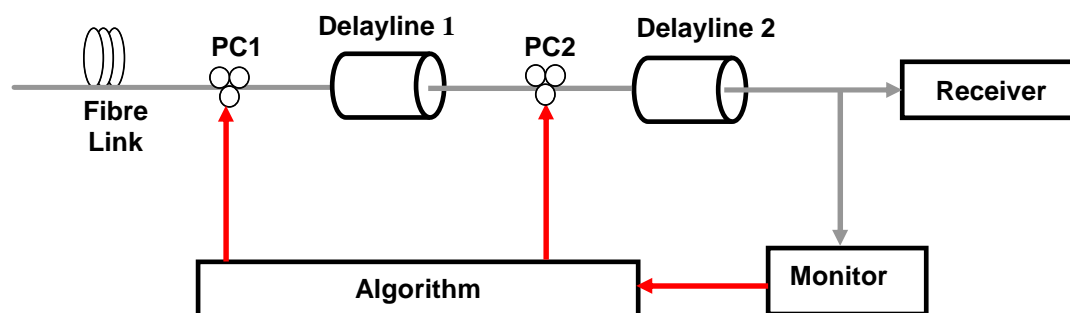 Delayline 1
PC1
PC2
Delayline 2
Fibre
Link
Receiver
Algorithm
Monitor